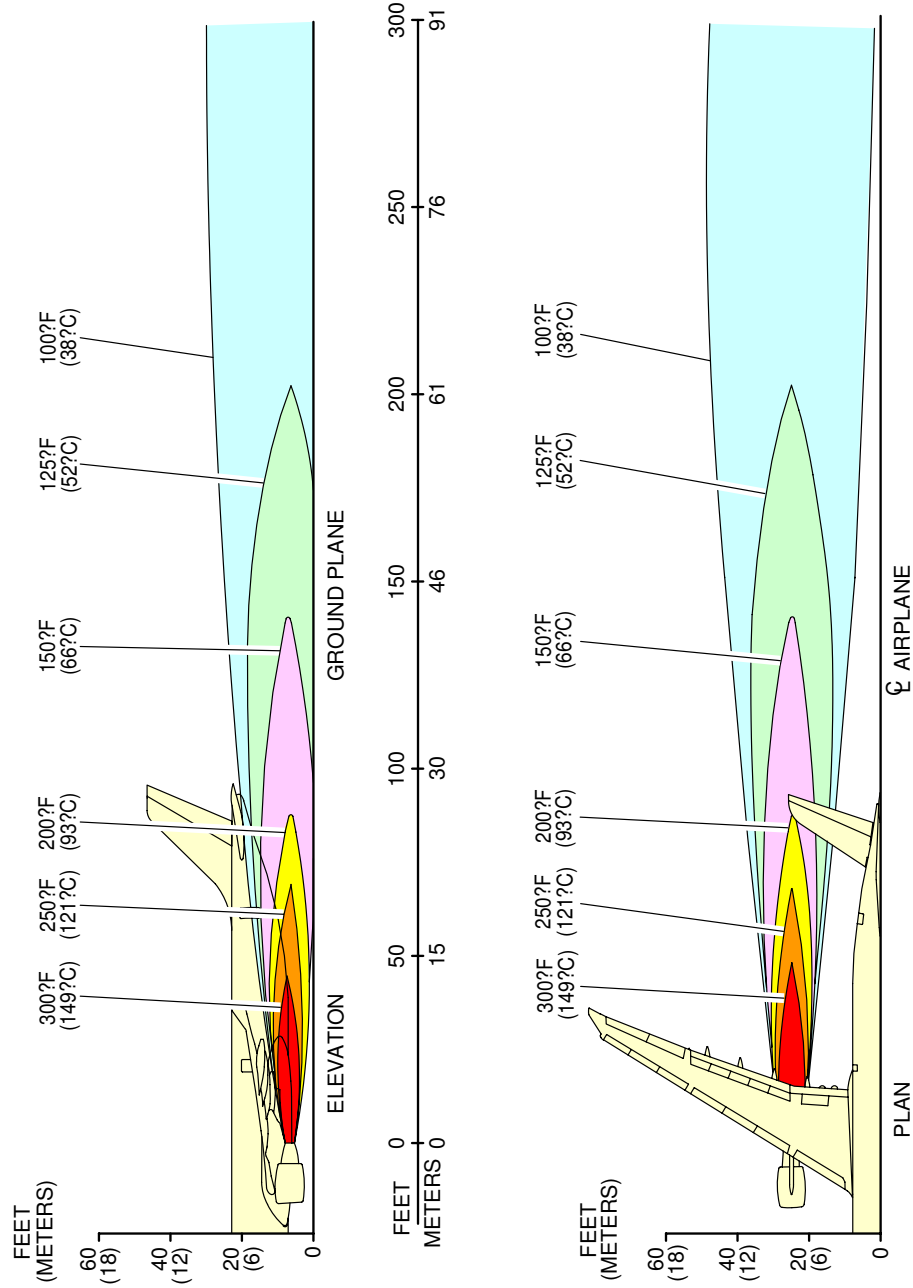 FEET
(METERS)
300?F
(149?C)
250?F
(121?C)
200?F
(93?C)
150?F
(66?C)
125?F
(52?C)
100?F
(38?C)
60
(18)
40
(12)
20
(6)
0
ELEVATION
GROUND PLANE
FEET 0 50 100 150 200 250 300
METERS 0 15 30 46 61 76 91
FEET
(METERS)
300?F
(149?C)
250?F
(121?C)
200?F
(93?C)
150?F
(66?C)
125?F
(52?C)
100?F
(38?C)
60
(18)
40
(12)
20
(6)
0
PLAN
℄ AIRPLANE